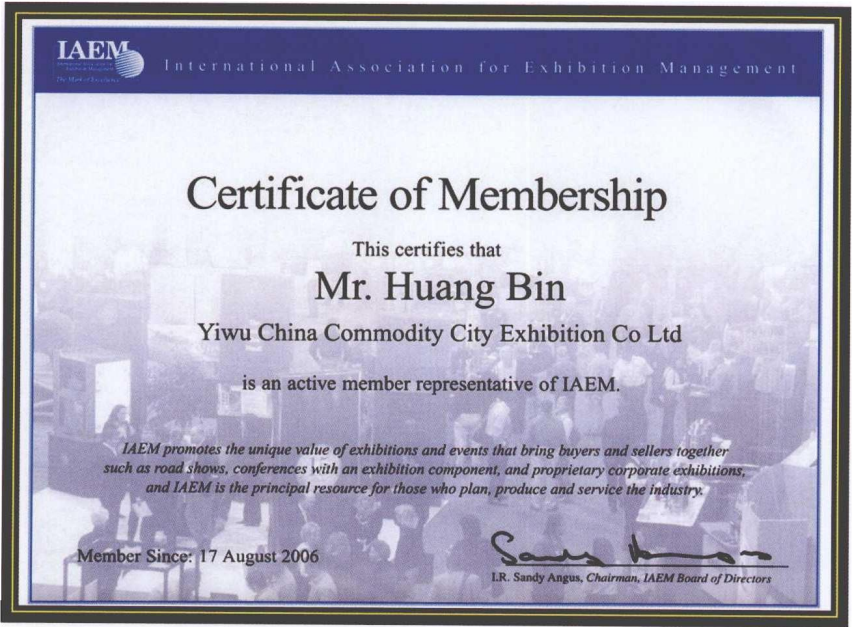 IAEM
The Mark of Excellence
International Association for Exhibition Management
Certificate of Membership
This certifies that
Mr. Huang Bin
Yiwu China Commodity City Exhibition Co Ltd
is an active member representative of IAEM.
IAEM promotes the unique value of exhibitions and events that bring buyers and sellers together
such as road shows, conferences with an exhibition component, and proprietary corporate exhibitions,
and IAEM is the principal resource for those who plan, produce and service the industry.
Member Since: 17 August 2006
I.R. Sandy Angus, Chairman, IAEM Board of Directors